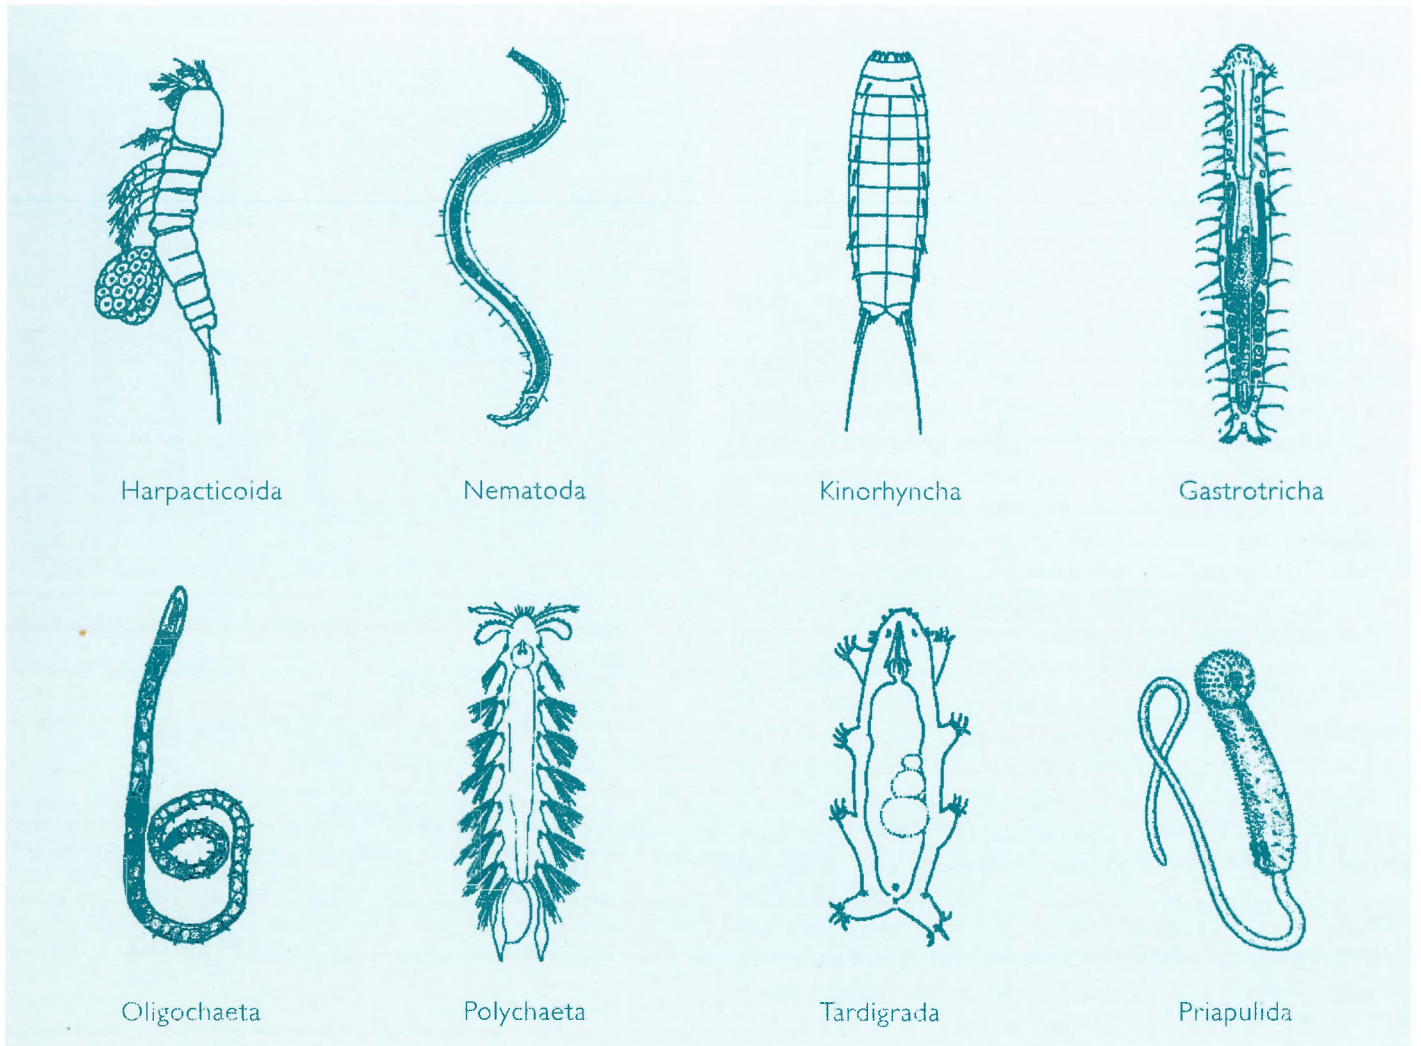 Harpacticoida
Nematoda
Kinorhyncha
Gastrotricha
Oligochaeta
Polychaeta
Tardigrada
Priapulida